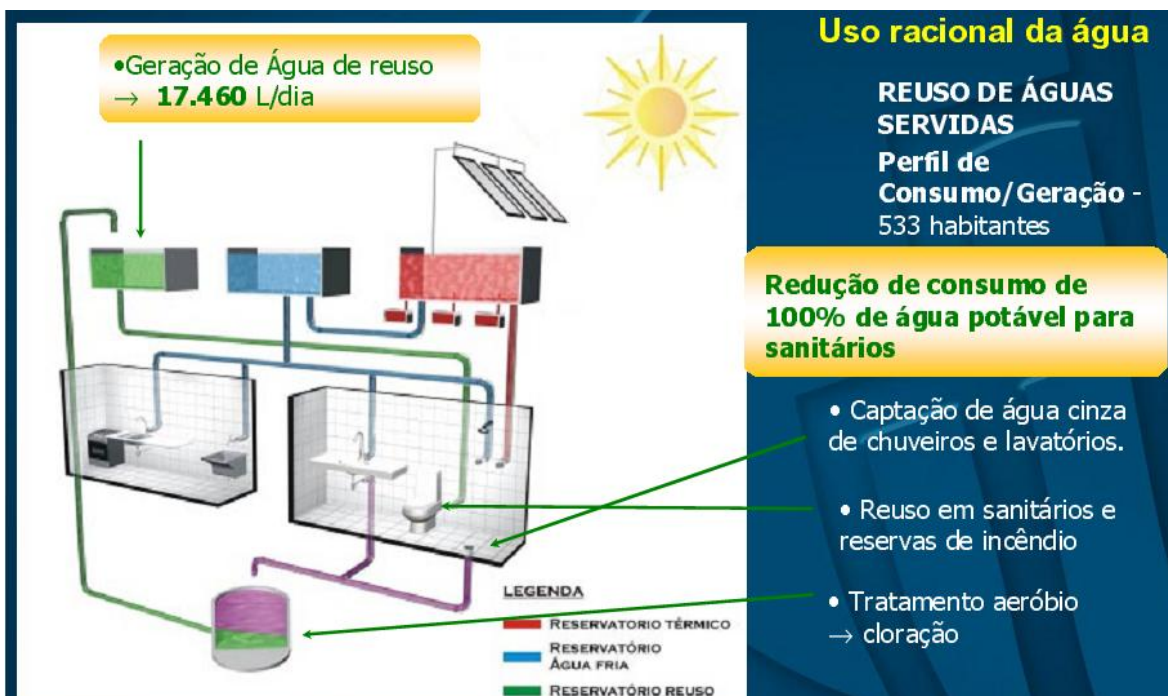 Uso racional da água
•Geração de Água de reuso
→ 17.460 L/dia
REUSO DE ÁGUAS
SERVIDAS
Perfil de
Consumo/Geração -
533 habitantes
Redução de consumo de
100% de água potável para
sanitários
• Captação de água cinza
de chuveiros e lavatórios.
• Reuso em sanitários e
reservas de incêndio
• Tratamento aeróbio
→ cloração
LEGENDA
RESERVATORIO TÉRMICO
RESERVATÓRIO
ÁGUA FRIA
RESERVATÓRIO REUSO